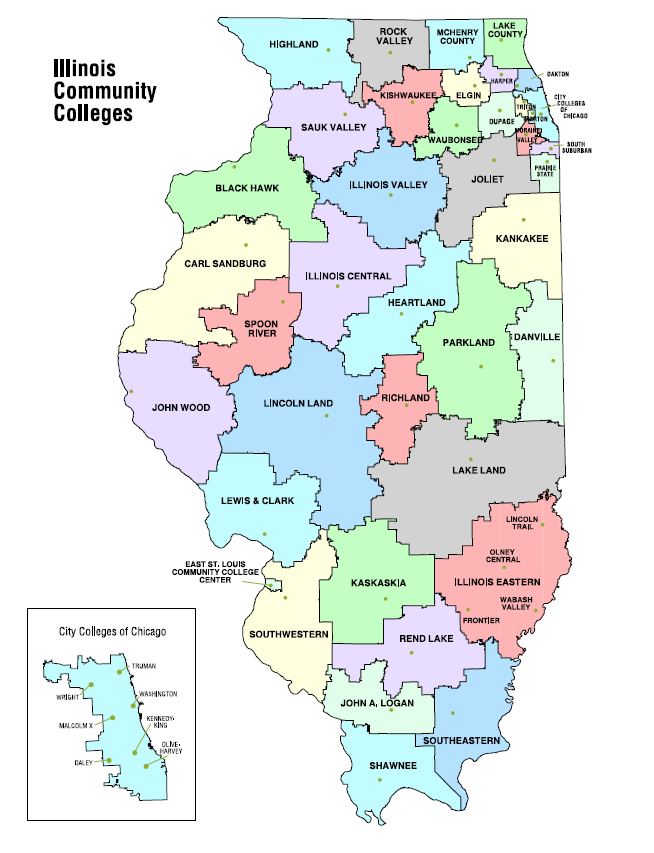 Illinois
Community
Colleges
HIGHLAND
ROCK
VALLEY
MCHENRY
COUNTY
LAKE
COUNTY
HARPER
OAKTON
KISHWAUKEE
ELGIN
TRITON
CITY
COLLEGES
OF
CHICAGO
SAUK VALLEY
DUPAGE
MORTON
WAUBONSEE
MORAINE
VALLEY
SOUTH
SUBURBAN
PRAIRIE
STATE
BLACK HAWK
ILLINOIS VALLEY
JOLIET
KANKAKEE
CARL SANDBURG
ILLINOIS CENTRAL
HEARTLAND
SPOON
RIVER
PARKLAND
DANVILLE
JOHN WOOD
LINCOLN LAND
RICHLAND
LAKE LAND
LEWIS & CLARK
LINCOLN
TRAIL
OLNEY
CENTRAL
EAST ST. LOUIS
COMMUNITY COLLEGE
CENTER
KASKASKIA
ILLINOIS EASTERN
WABASH
VALLEY
FRONTIER
SOUTHWESTERN
REND LAKE
JOHN A. LOGAN
SOUTHEASTERN
SHAWNEE
City Colleges of Chicago
TRUMAN
WRIGHT
WASHINGTON
MALCOLM X
KENNEDY-
KING
OLIVE-
HARVEY
DALEY